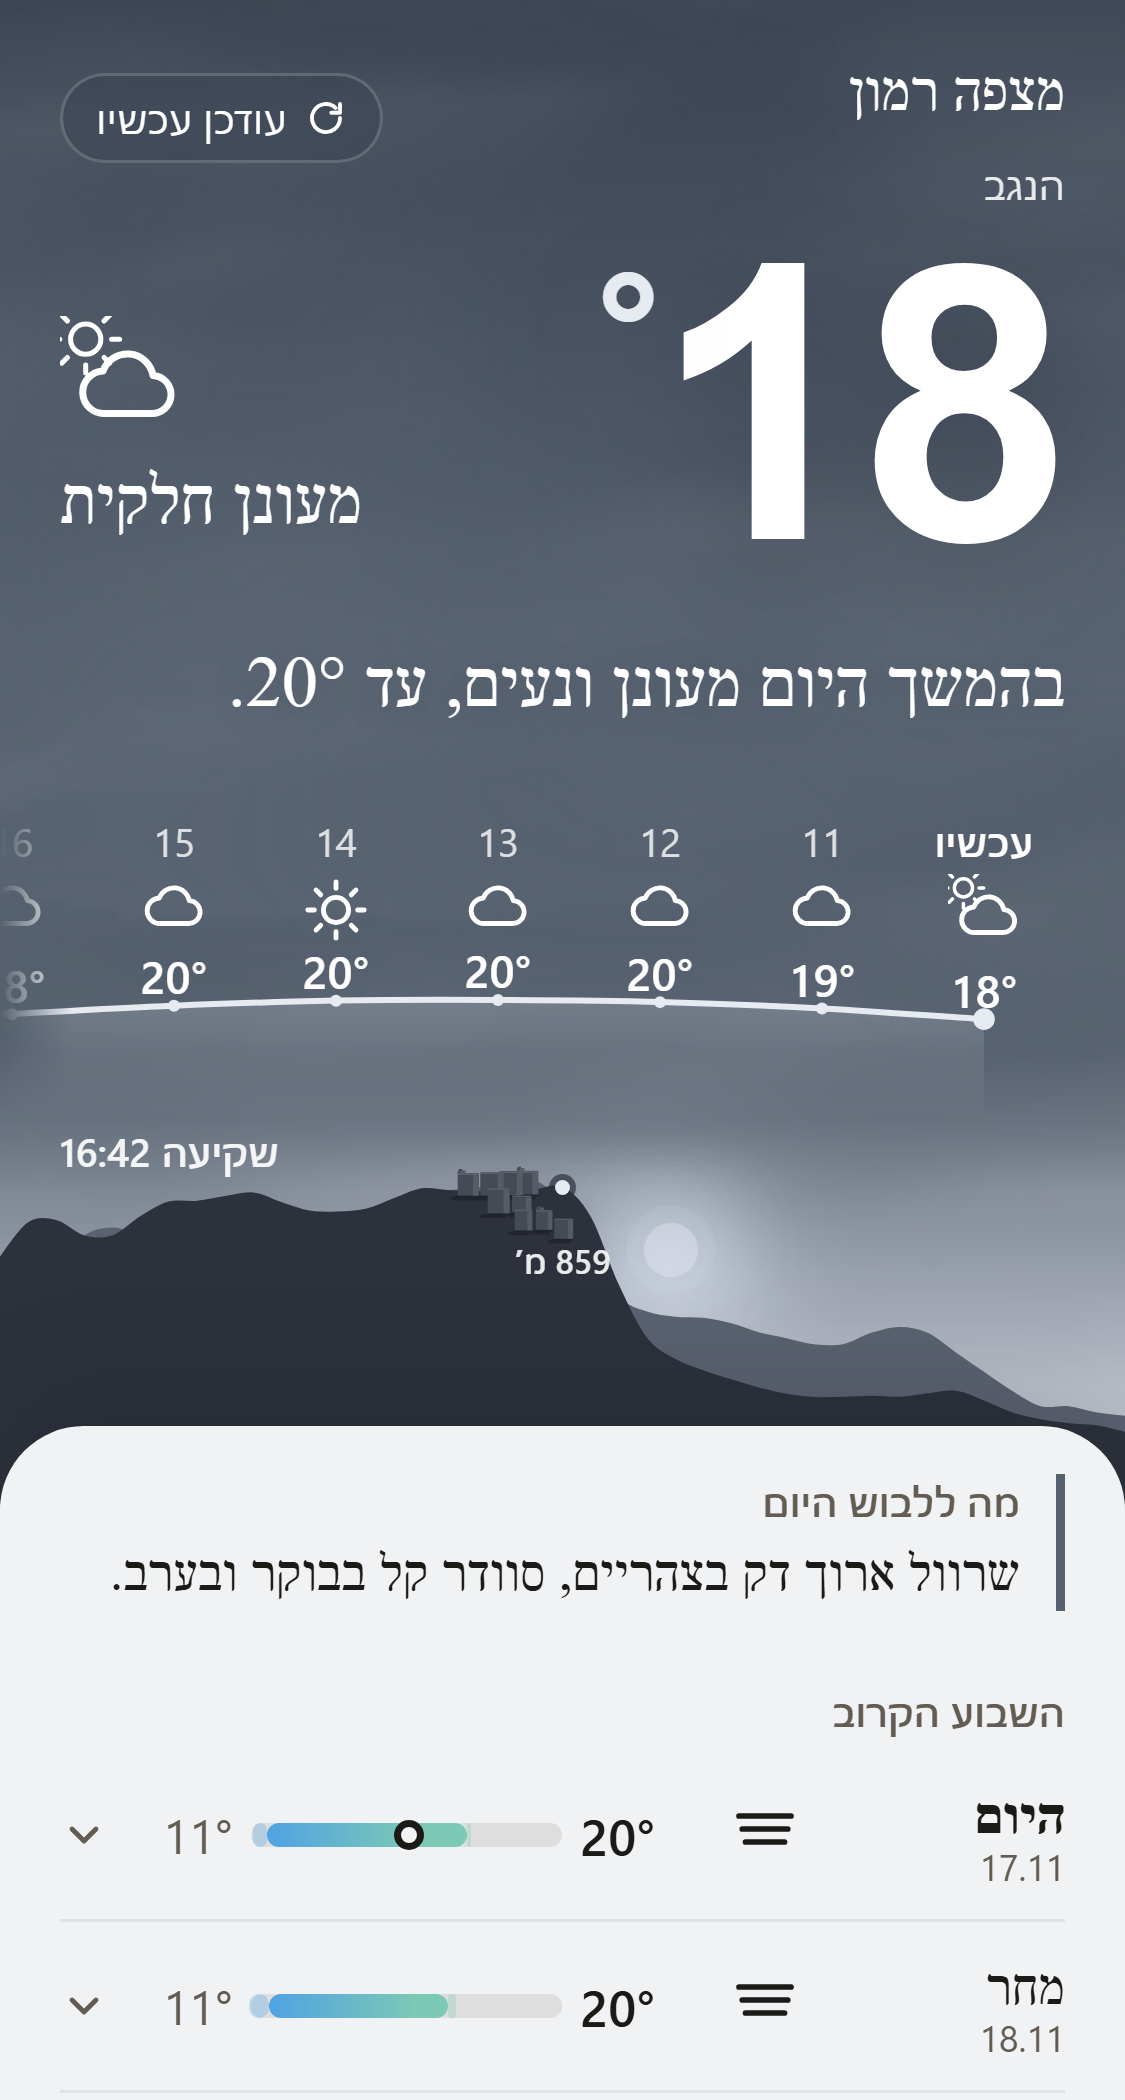 מצפה רמון
עודכן עכשיו
הנגב
18°
מעונן חלקית
בהמשך היום מעונן ונעים, עד 20°.
עכשיו 11 12 13 14 15 16
18° 19° 20° 20° 20° 20° 8°
שקיעה 16:42
859 מ׳
מה ללבוש היום
שרוול ארוך דק בצהריים, סוודר קל בבוקר ובערב.
השבוע הקרוב
היום 20° 11°
17.11
מחר 20° 11°
18.11